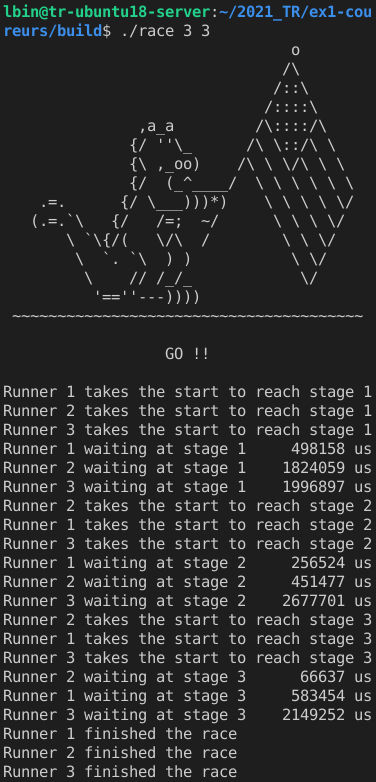 lbin@tr-ubuntu18-server:~/2021_TR/ex1-cou
reurs/build$ ./race 3 3
                                o
                               /\
                              /::\
                             /::::\
               ,a_a         /\::::/\
              {/ ''\_      /\ \::/\ \
              {\ ,_oo)    /\ \ \/\ \ \
              {/  (_^____/  \ \ \ \ \ \
    .=.      {/ \___)))*)    \ \ \ \ \/
   (.=.`\   {/   /=;  ~/      \ \ \ \/
       \ `\{/(   \/\  /        \ \ \/
        \  `. `\  ) )           \ \/
         \    // /_/_            \/
          '==''---))))
 ~~~~~~~~~~~~~~~~~~~~~~~~~~~~~~~~~~~~~~~
                  GO !!
Runner 1 takes the start to reach stage 1
Runner 2 takes the start to reach stage 1
Runner 3 takes the start to reach stage 1
Runner 1 waiting at stage 1     498158 us
Runner 2 waiting at stage 1    1824059 us
Runner 3 waiting at stage 1    1996897 us
Runner 2 takes the start to reach stage 2
Runner 1 takes the start to reach stage 2
Runner 3 takes the start to reach stage 2
Runner 1 waiting at stage 2     256524 us
Runner 2 waiting at stage 2     451477 us
Runner 3 waiting at stage 2    2677701 us
Runner 2 takes the start to reach stage 3
Runner 1 takes the start to reach stage 3
Runner 3 takes the start to reach stage 3
Runner 2 waiting at stage 3      66637 us
Runner 1 waiting at stage 3     583454 us
Runner 3 waiting at stage 3    2149252 us
Runner 1 finished the race
Runner 2 finished the race
Runner 3 finished the race